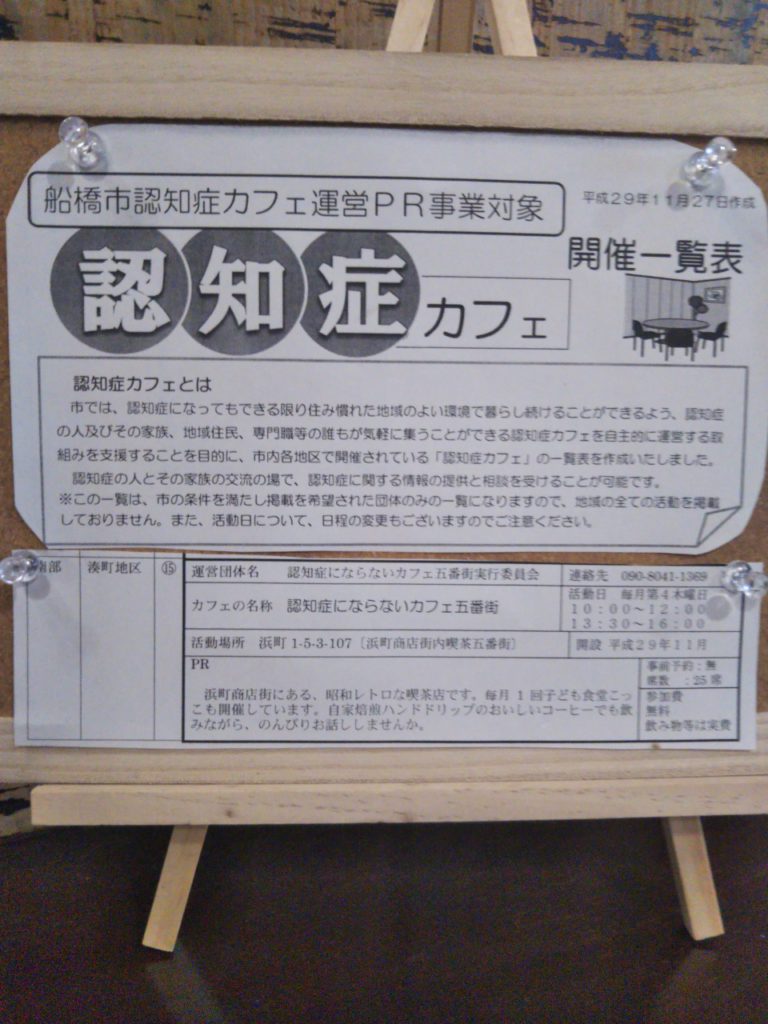 船橋市認知症カフェ運営PR事業対象
平成29年11月27日作成
認知症カフェ
開催一覧表
認知症カフェとは
市では、認知症になってもできる限り住み慣れた地域のよい環境で暮らし続けることができるよう、認知症
の人及びその家族、地域住民、専門職等の誰もが気軽に集うことができる認知症カフェを自主的に運営する取
組みを支援することを目的に、市内各地区で開催されている「認知症カフェ」の一覧表を作成いたしました。
認知症の人とその家族の交流の場で、認知症に関する情報の提供と相談を受けることが可能です。
※この一覧は、市の条件を満たし掲載を希望された団体のみの一覧になりますので、地域の全ての活動を掲載
しておりません。また、活動日について、日程の変更もございますのでご注意ください。
部 湊町地区 ⑮
運営団体名 認知症にならないカフェ五番街実行委員会
連絡先 090-8041-1369
カフェの名称 認知症にならないカフェ五番街
活動日 毎月第4木曜日
10:00~12:00
13:30~16:00
活動場所 浜町1-5-3-107〔浜町商店街内喫茶五番街〕
開設 平成29年11月
PR
浜町商店街にある、昭和レトロな喫茶店です。毎月1回子ども食堂こっ
こも開催しています。自家焙煎ハンドドリップのおいしいコーヒーでも飲
みながら、のんびりお話ししませんか。
事前予約:無
席数 :25席
参加費
無料
飲み物等は実費